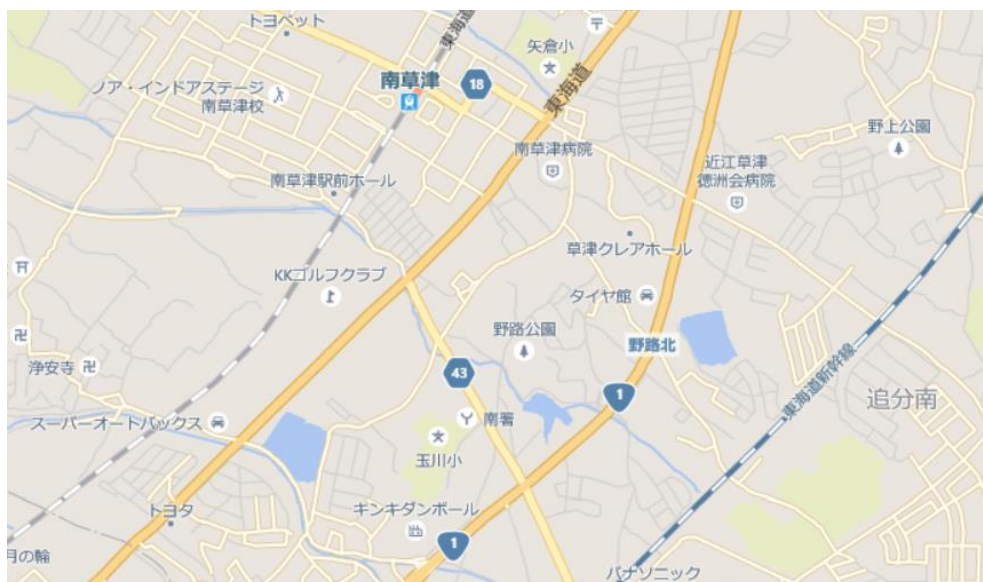 トヨペット
東海道
矢倉小
ノア・インドアステージ
南草津校
南草津
18
東海道
野上公園
南草津病院
近江草津
徳洲会病院
南草津駅前ホール
草津クレアホール
KKゴルフクラブ
タイヤ館
野路公園
野路北
浄安寺
43
1
東海道新幹線
追分南
スーパーオートバックス
南署
玉川小
トヨタ
キンキダンボール
1
月の輪
パナソニック